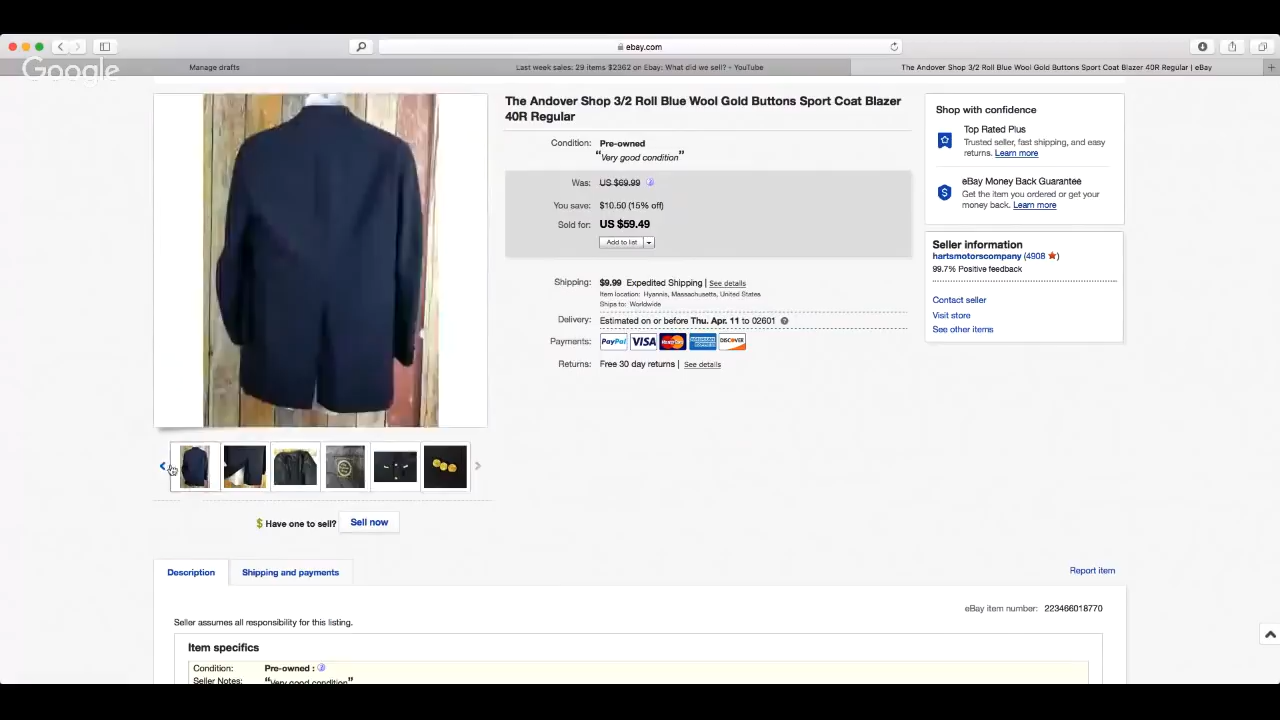 ebay.com
Google
Manage drafts
Last week sales: 29 items $2362 on Ebay: What did we sell? - YouTube
The Andover Shop 3/2 Roll Blue Wool Gold Buttons Sport Coat Blazer 40R Regular | eBay
The Andover Shop 3/2 Roll Blue Wool Gold Buttons Sport Coat Blazer
40R Regular
Condition: Pre-owned
“Very good condition”
Was: US $69.99
You save: $10.50 (15% off)
Sold for: US $59.49
Add to list
Shipping: $9.99 Expedited Shipping | See details
Item location: Hyannis, Massachusetts, United States
Ships to: Worldwide
Delivery: Estimated on or before Thu. Apr. 11 to 02601
Payments: PayPal VISA MasterCard DISCOVER
Returns: Free 30 day returns | See details
Shop with confidence
Top Rated Plus
Trusted seller, fast shipping, and easy
returns. Learn more
eBay Money Back Guarantee
Get the item you ordered or get your
money back. Learn more
Seller information
hartsmotorscompany (4908)
99.7% Positive feedback
Contact seller
Visit store
See other items
$ Have one to sell? Sell now
Description
Shipping and payments
Report item
eBay item number: 223466018770
Seller assumes all responsibility for this listing.
Item specifics
Condition: Pre-owned :
Seller Notes: “Very good condition”